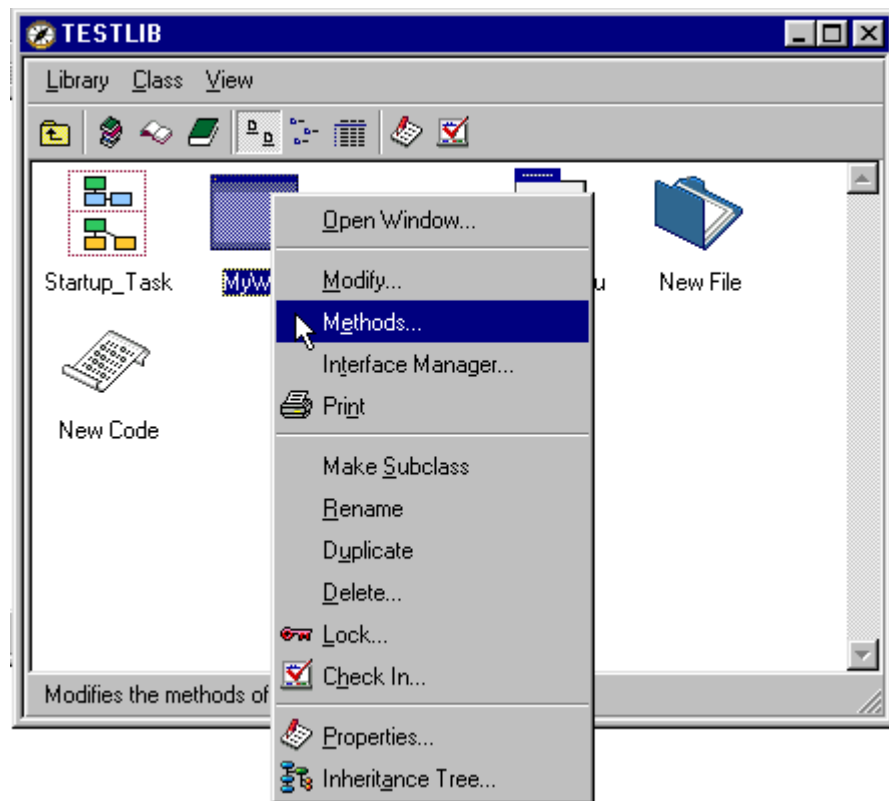 TESTLIB
Library Class View
Startup_Task
MyW
u
New File
New Code
Open Window...
Modify...
Methods...
Interface Manager...
Print
Make Subclass
Rename
Duplicate
Delete...
Lock...
Check In...
Properties...
Inheritance Tree...
Modifies the methods of